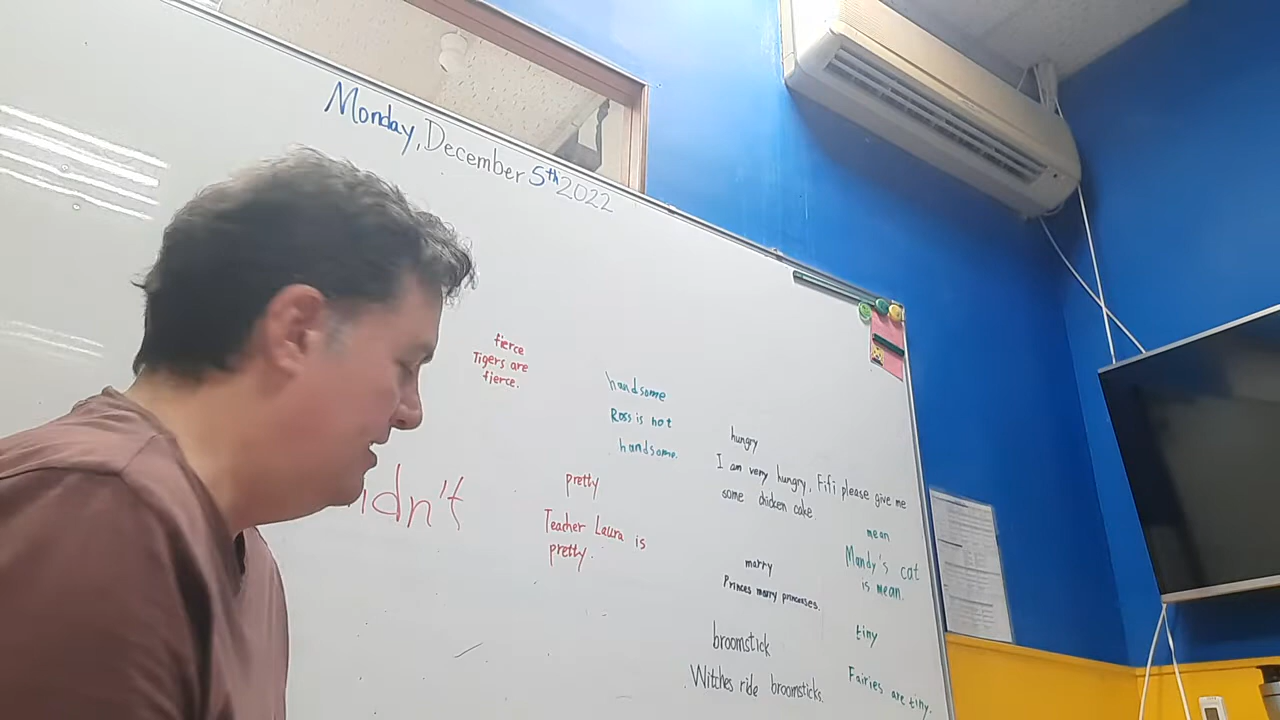 Monday, December 5th 2022
fierce
Tigers are
fierce.
handsome
Ross is not
handsome.
hungry
I am very hungry, Fifi please give me
some chicken cake.
idn't
pretty
Teacher Laura is
pretty.
mean
Mandy's cat
is mean.
marry
Princes marry princesses.
tiny
Fairies are tiny.
broomstick
Witches ride broomsticks.